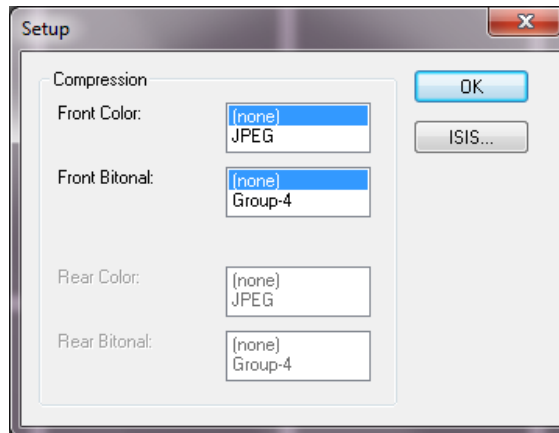 Setup
Compression
Front Color:
(none)
JPEG
Front Bitonal:
(none)
Group-4
Rear Color:
(none)
JPEG
Rear Bitonal:
(none)
Group-4
OK
ISIS...